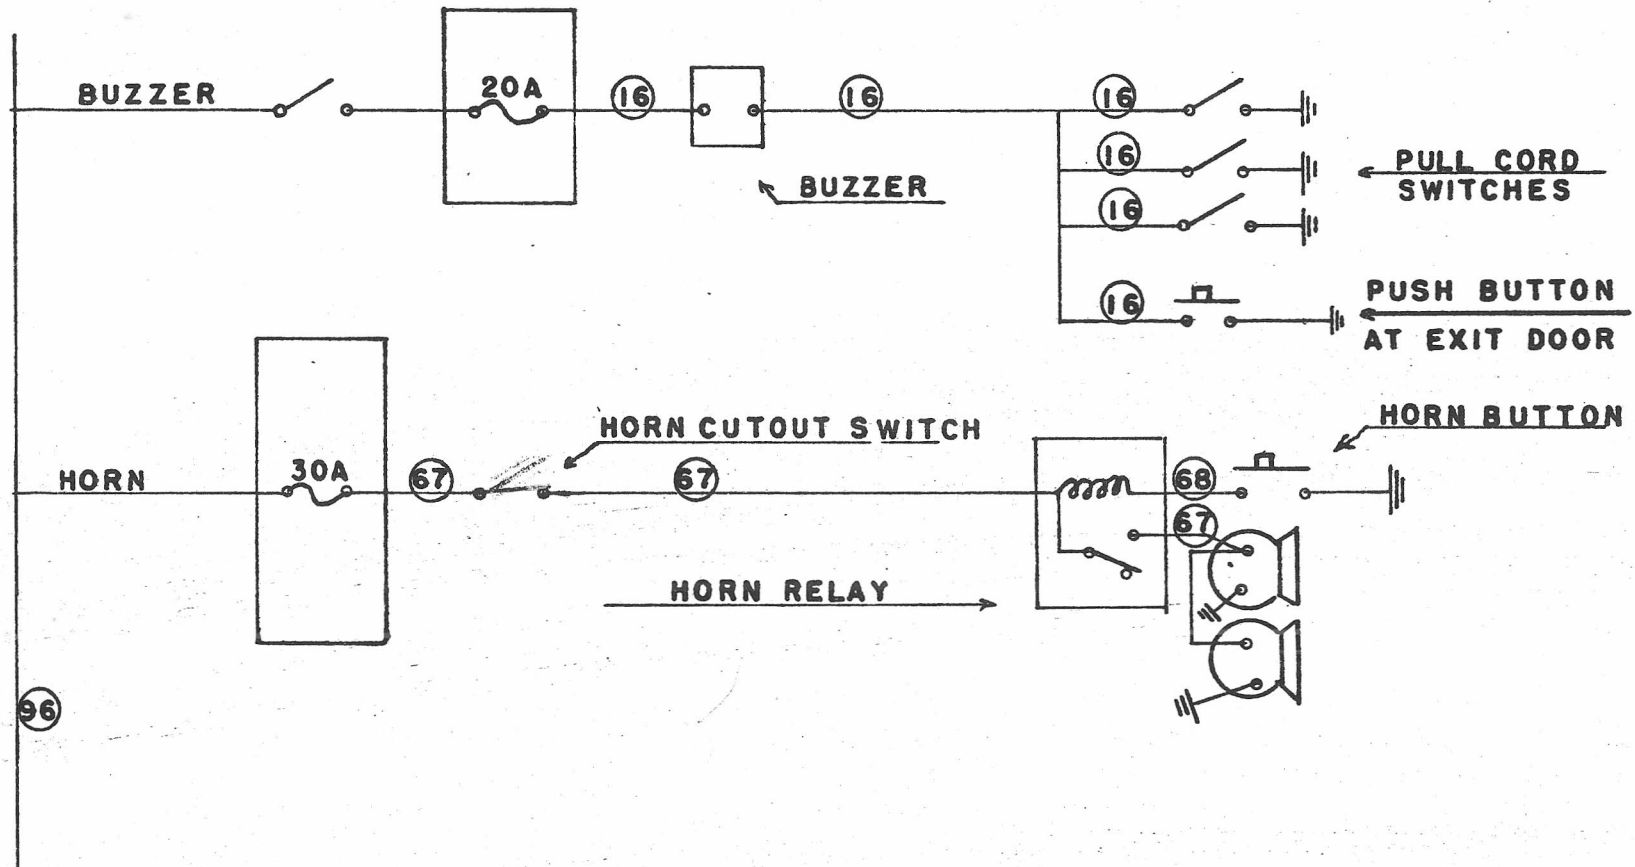 BUZZER
20A
16
16
16
BUZZER
16
PULL CORD
SWITCHES
16
16
PUSH BUTTON
AT EXIT DOOR
HORN
30A
67
HORN CUTOUT SWITCH
67
68
HORN BUTTON
67
HORN RELAY
96